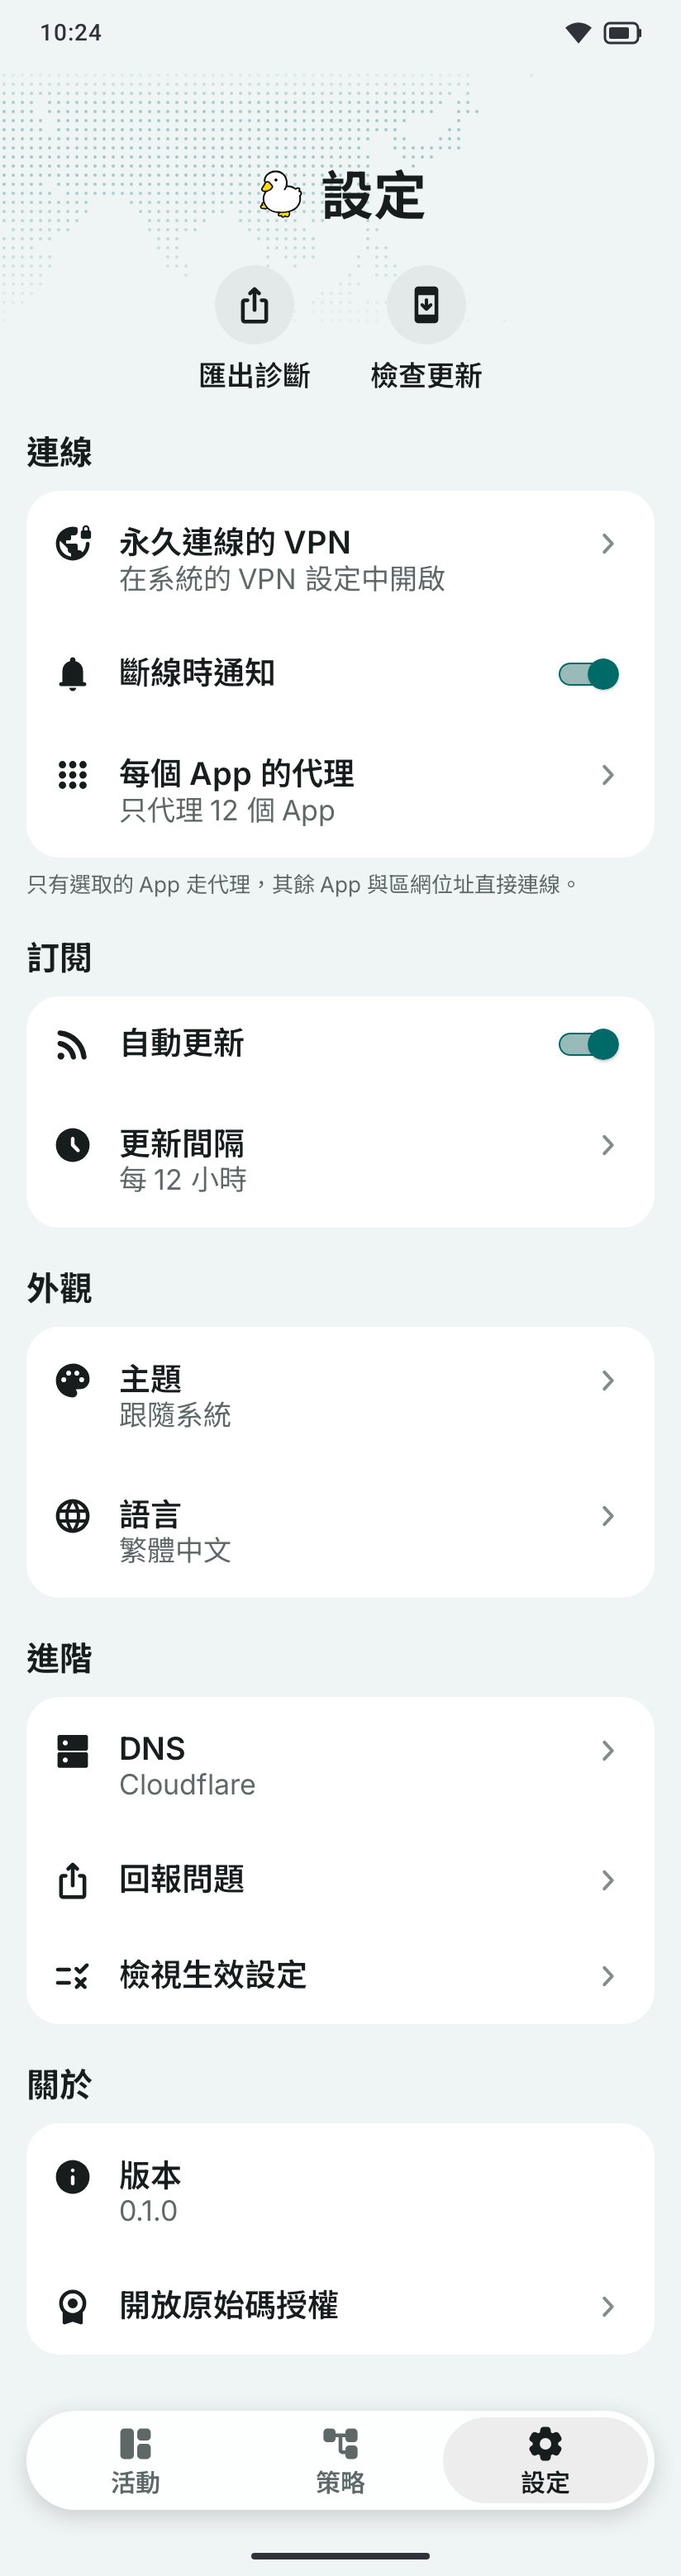 10:24
設定
匯出診斷
檢查更新
連線
永久連線的 VPN
在系統的 VPN 設定中開啟
斷線時通知
每個 App 的代理
只代理 12 個 App
只有選取的 App 走代理，其餘 App 與區網位址直接連線。
訂閱
自動更新
更新間隔
每 12 小時
外觀
主題
跟隨系統
語言
繁體中文
進階
DNS
Cloudflare
回報問題
檢視生效設定
關於
版本
0.1.0
開放原始碼授權
活動
策略
設定